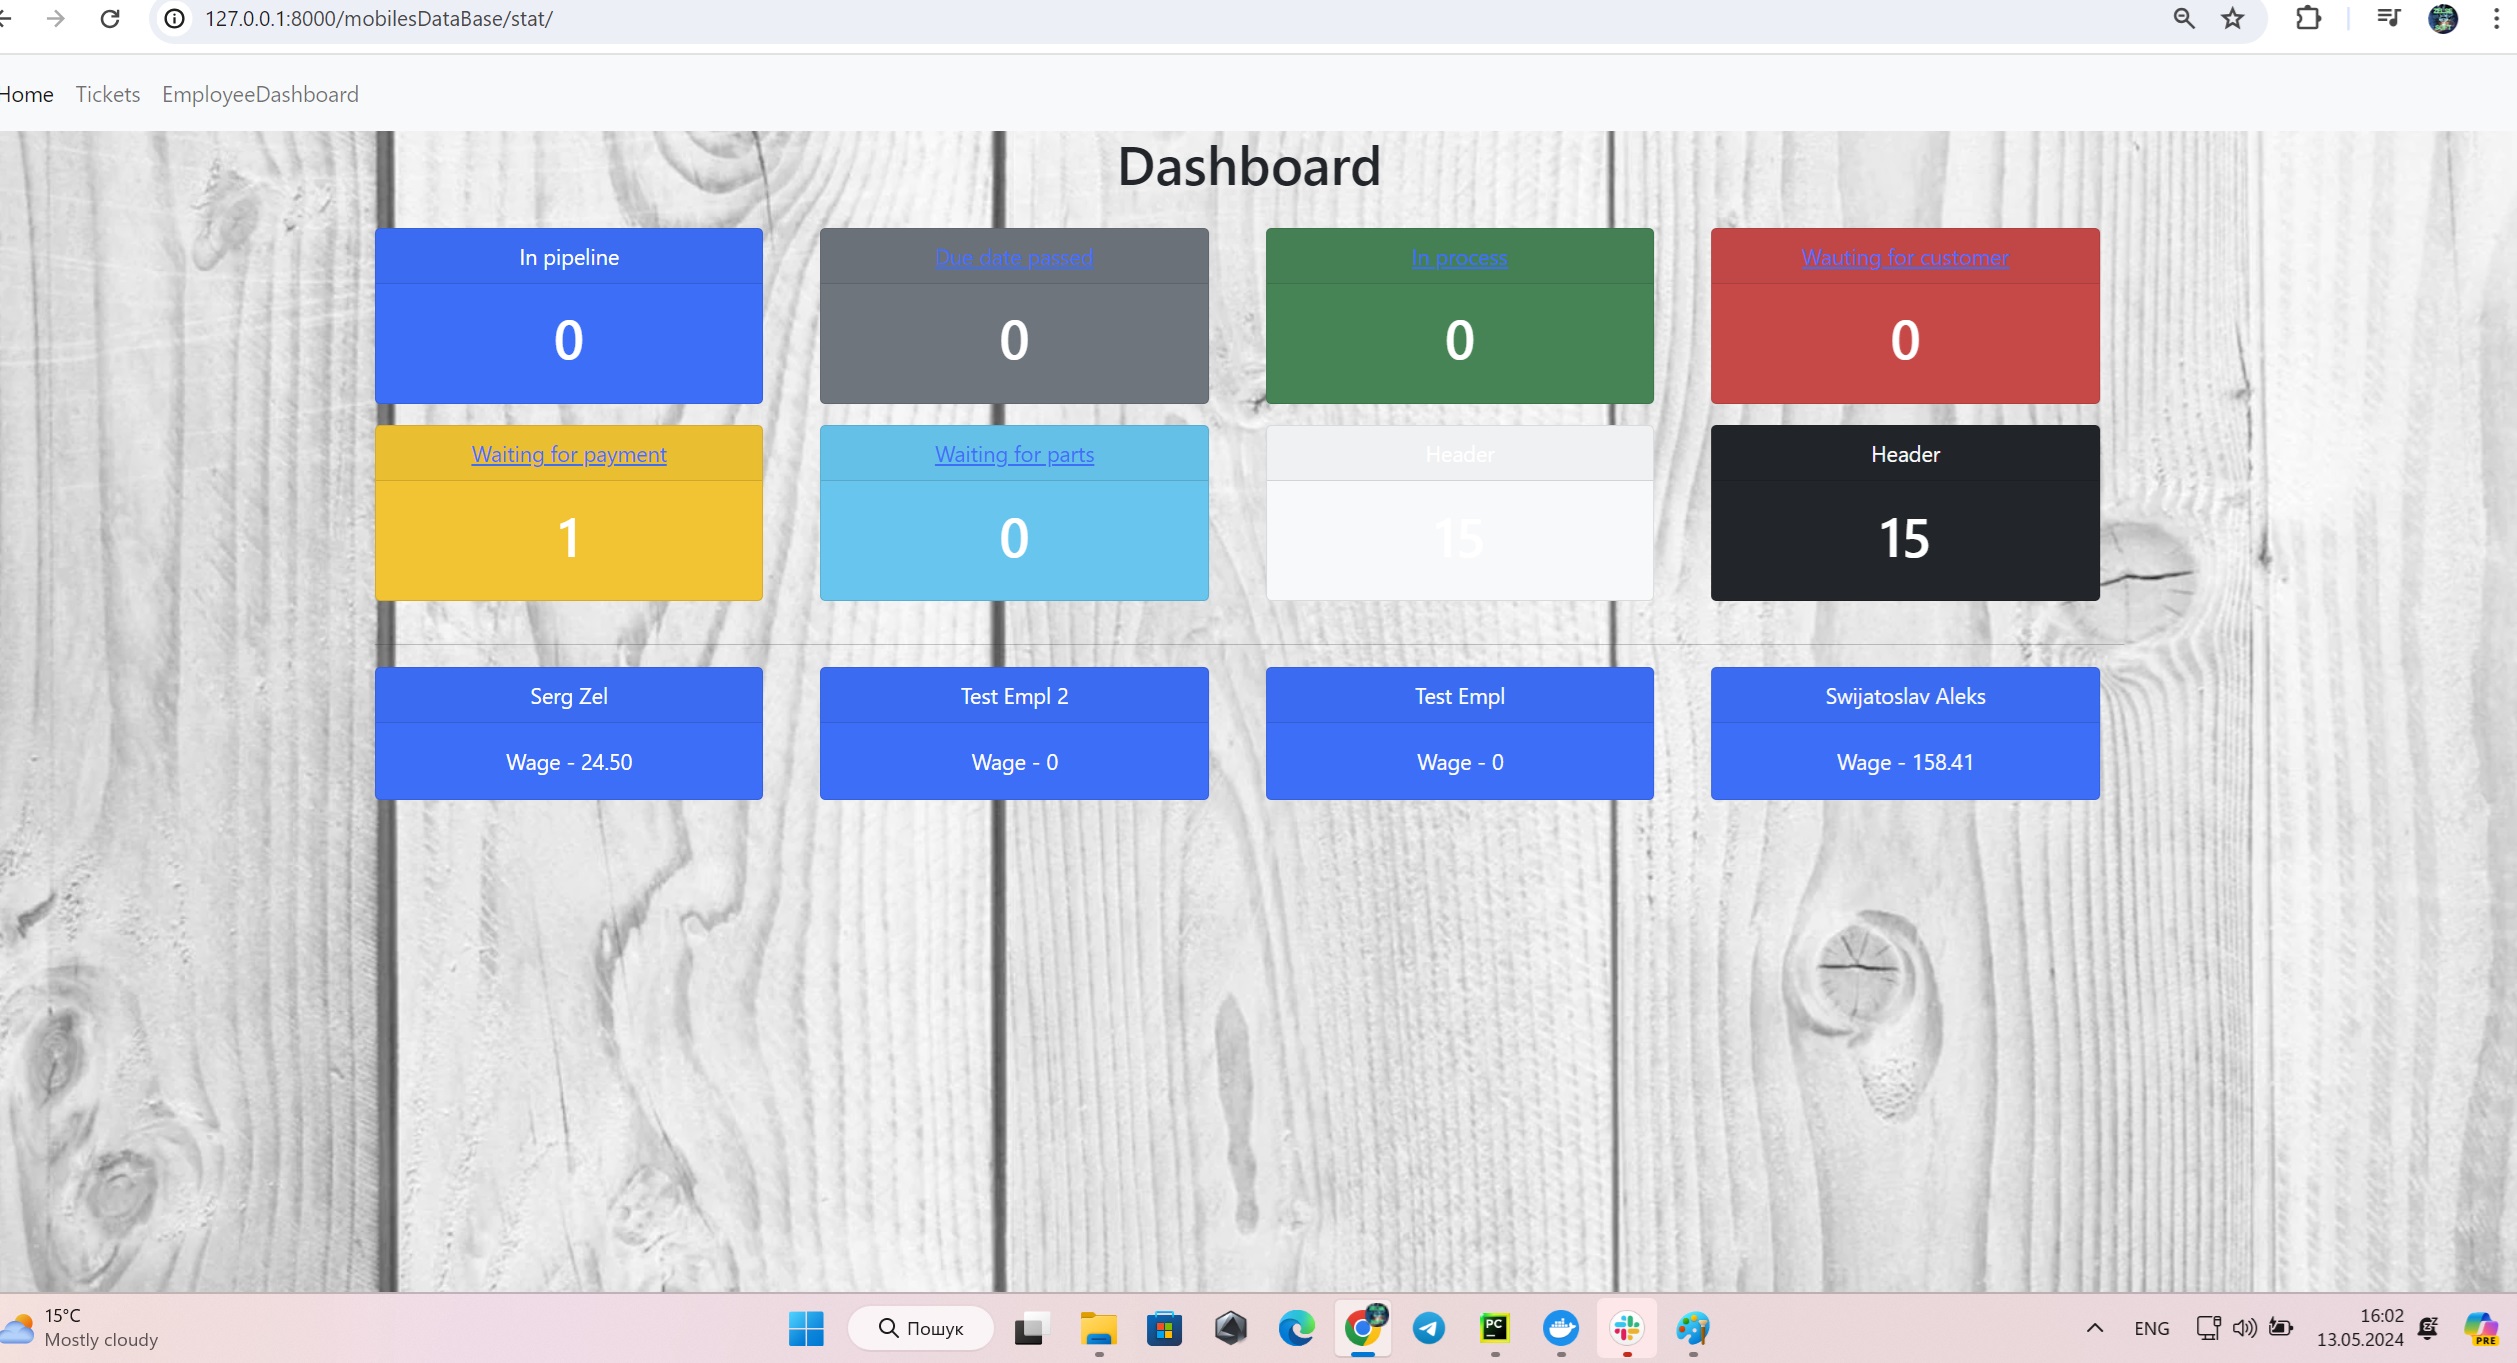 127.0.0.1:8000/mobilesDataBase/stat/
Home Tickets EmployeeDashboard
Dashboard
In pipeline
0
Due date passed
0
In process
0
Wauting for customer
0
Waiting for payment
1
Waiting for parts
0
Header
15
Header
15
Serg Zel
Wage - 24.50
Test Empl 2
Wage - 0
Test Empl
Wage - 0
Swijatoslav Aleks
Wage - 158.41
15°C
Mostly cloudy
Пошук
PC
PRE
ENG
16:02
13.05.2024